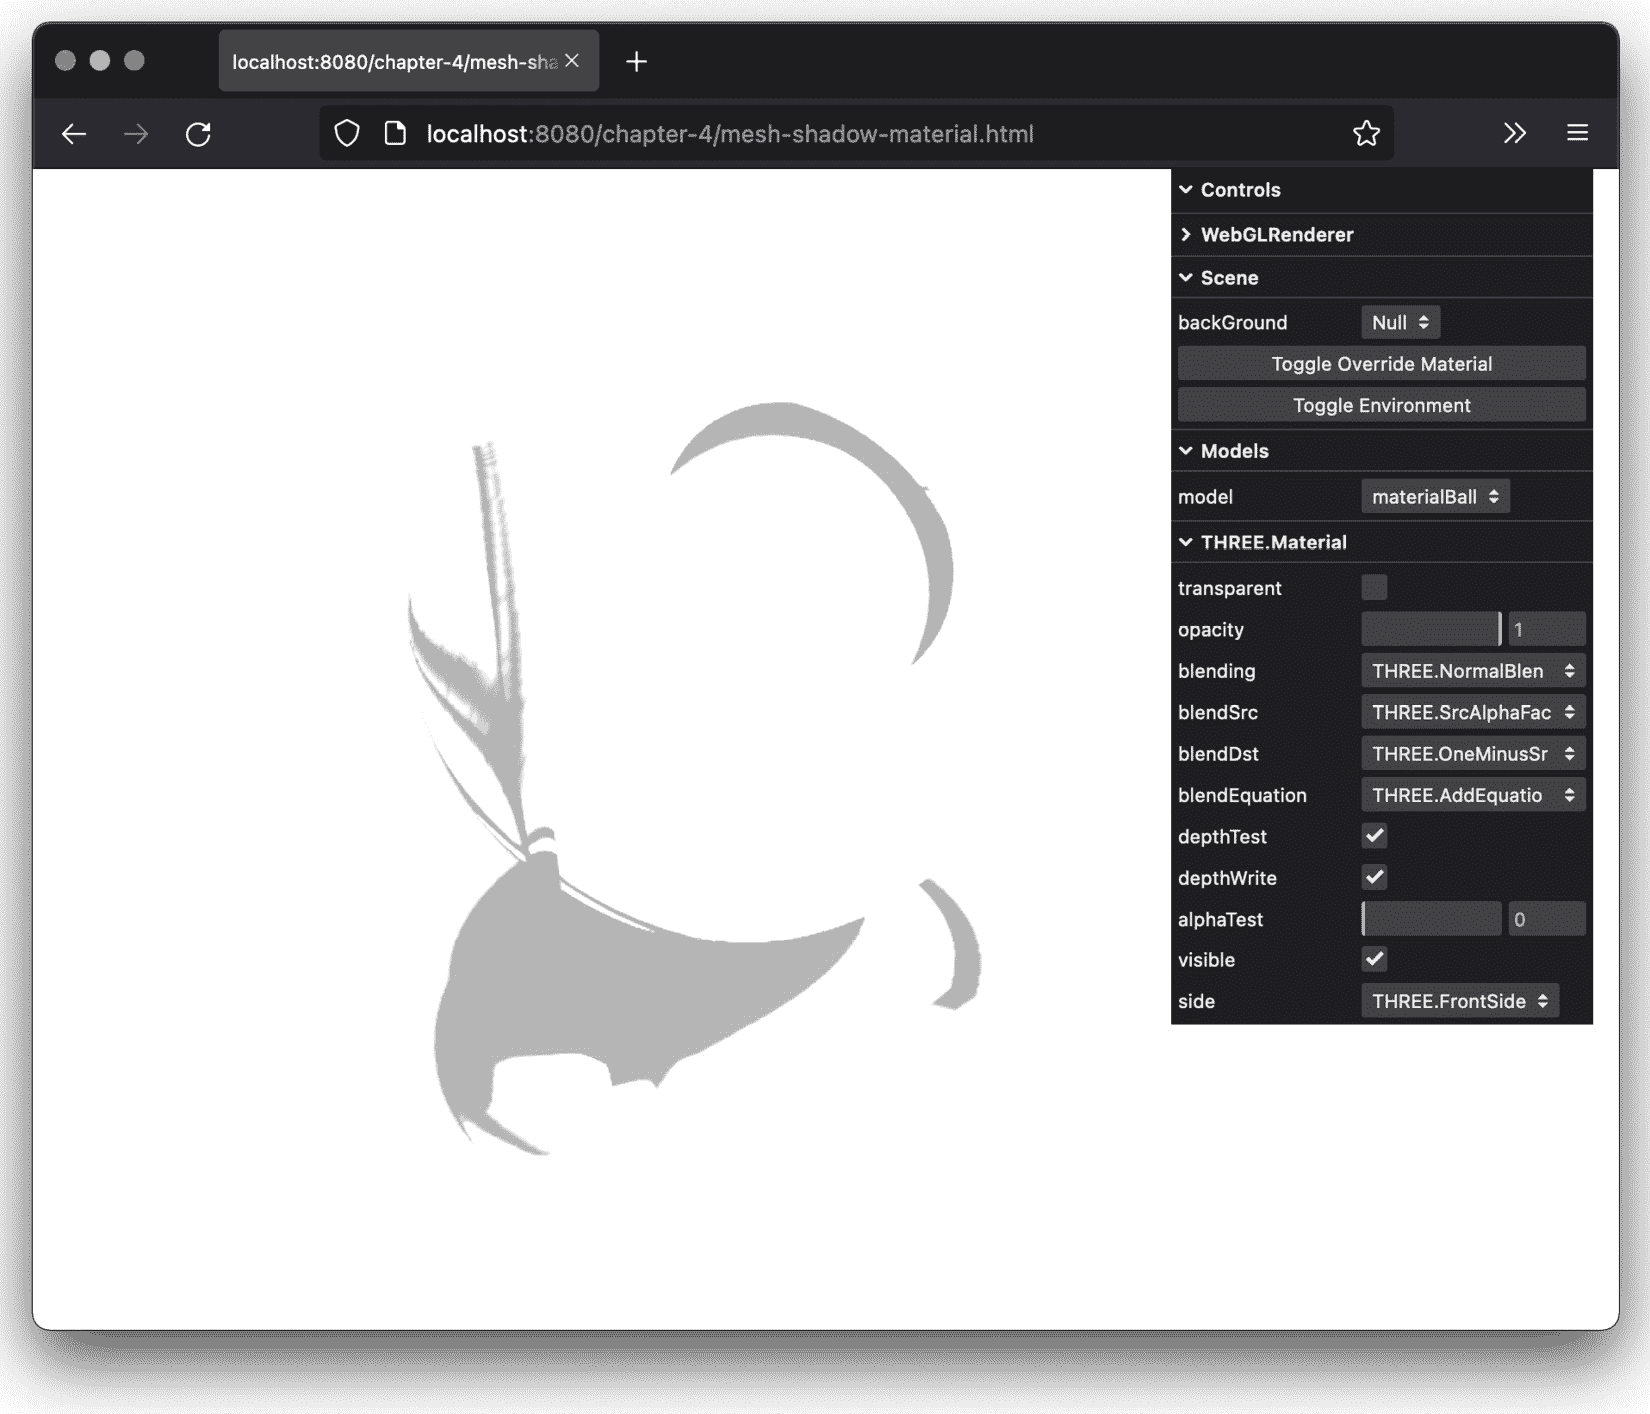 localhost:8080/chapter-4/mesh-sha
localhost:8080/chapter-4/mesh-shadow-material.html
Controls
WebGLRenderer
Scene
backGround Null
Toggle Override Material
Toggle Environment
Models
model materialBall
THREE.Material
transparent
opacity 1
blending THREE.NormalBlen
blendSrc THREE.SrcAlphaFac
blendDst THREE.OneMinusSr
blendEquation THREE.AddEquatio
depthTest
depthWrite
alphaTest 0
visible
side THREE.FrontSide